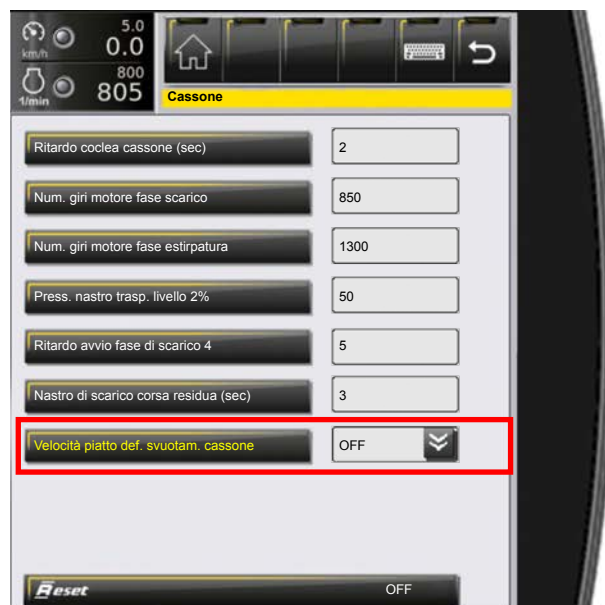 km/h 5.0
0.0
1/min 800
805
Cassone
Ritardo coclea cassone (sec) 2
Num. giri motore fase scarico 850
Num. giri motore fase estirpatura 1300
Press. nastro trasp. livello 2% 50
Ritardo avvio fase di scarico 4 5
Nastro di scarico corsa residua (sec) 3
Velocità piatto def. svuotam. cassone OFF
Reset OFF